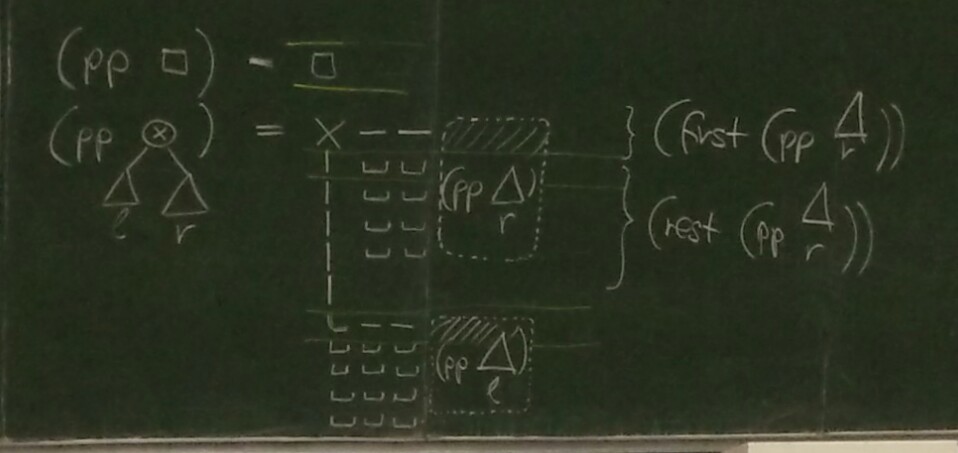 (pp □) = □
(pp ⊗) = X – – } (first (pp △ r))
l r
␣ ␣
␣ ␣ (pp △ r) } (rest (pp △ r))
␣ ␣
␣ ␣
└ – –
␣ ␣ ␣ (pp △ l)
␣ ␣ ␣
␣ ␣ ␣
␣ ␣ ␣